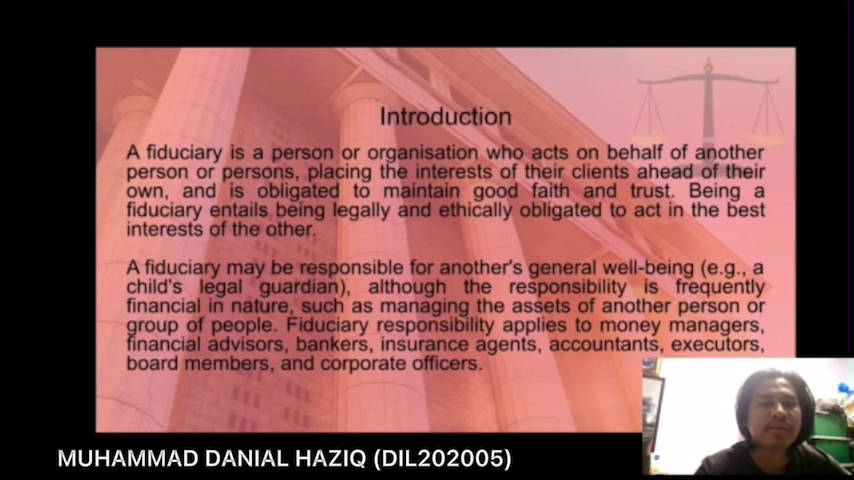 Introduction
A fiduciary is a person or organisation who acts on behalf of another
person or persons, placing the interests of their clients ahead of their
own, and is obligated to maintain good faith and trust. Being a
fiduciary entails being legally and ethically obligated to act in the best
interests of the other.
A fiduciary may be responsible for another's general well-being (e.g., a
child's legal guardian), although the responsibility is frequently
financial in nature, such as managing the assets of another person or
group of people. Fiduciary responsibility applies to money managers,
financial advisors, bankers, insurance agents, accountants, executors,
board members, and corporate officers.
MUHAMMAD DANIAL HAZIQ (DIL202005)